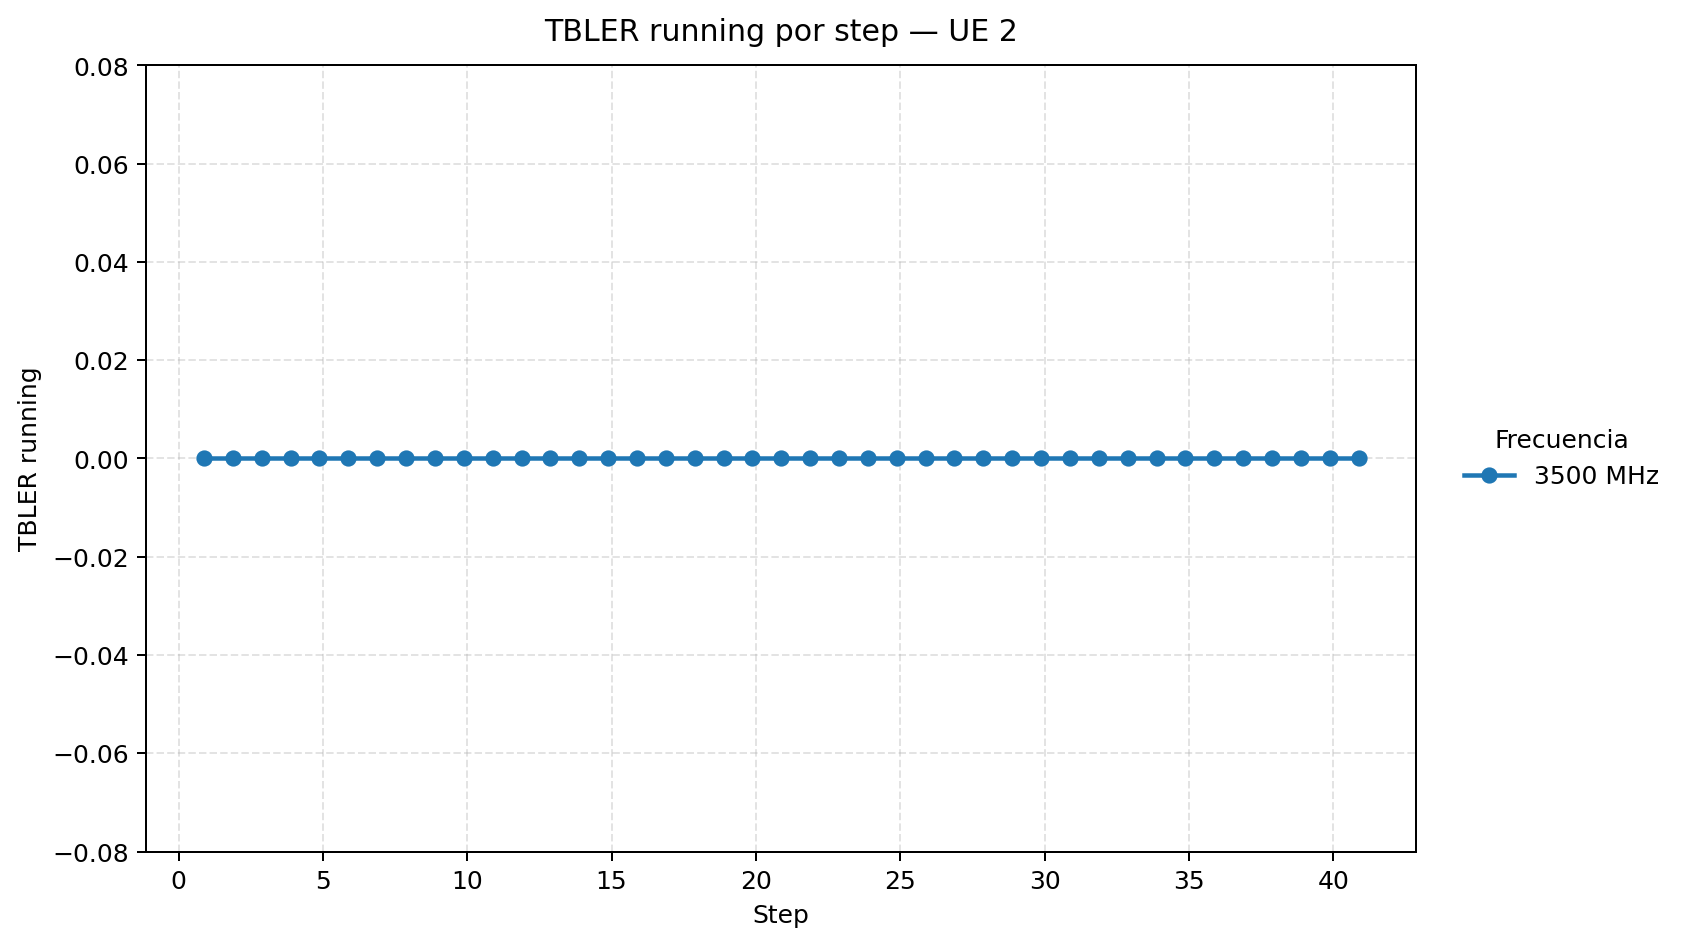 TBLER running por step — UE 2
0.08
0.06
0.04
0.02
0.00
−0.02
−0.04
−0.06
−0.08
TBLER running
0 5 10 15 20 25 30 35 40
Step
Frecuencia
3500 MHz